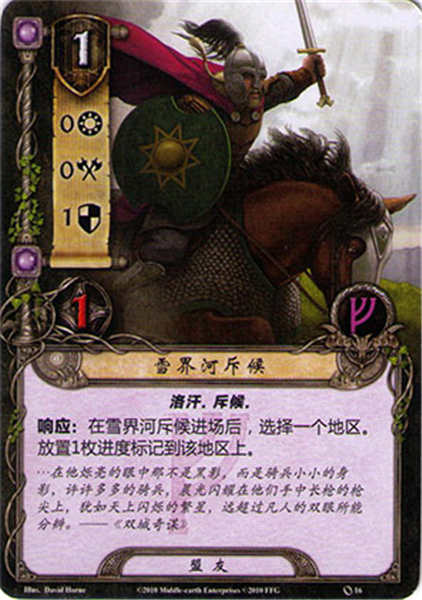 1
0
0
1
1
雪界河斥候
洛汗. 斥候.
响应: 在雪界河斥候进场后，选择一个地区。
放置1枚进度标记到该地区上。
…在他烁亮的眼中那不是黑影，而是骑兵小小的身
影，许许多多的骑兵，晨光闪耀在他们手中长枪的枪
尖上，犹如天上闪烁的繁星，远超过凡人的双眼所能
分辨。——《双城奇谋》
盟友
Illus. David Horne
©2010 Middle-earth Enterprises ©2010 FFG
16